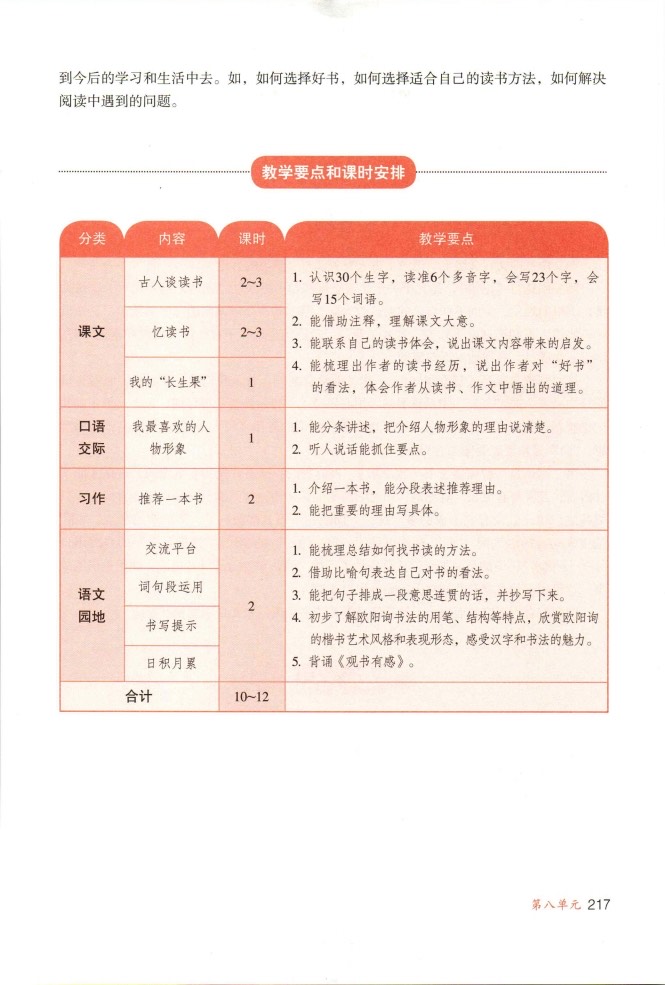 到今后的学习和生活中去。如，如何选择好书，如何选择适合自己的读书方法，如何解决
阅读中遇到的问题。
教学要点和课时安排
分类 内容 课时 教学要点
课文
古人谈读书 2~3
忆读书 2~3
我的“长生果” 1
1. 认识30个生字，读准6个多音字，会写23个字，会
写15个词语。
2. 能借助注释，理解课文大意。
3. 能联系自己的读书体会，说出课文内容带来的启发。
4. 能梳理出作者的读书经历，说出作者对“好书”
的看法，体会作者从读书、作文中悟出的道理。
口语
交际
我最喜欢的人
物形象
1
1. 能分条讲述，把介绍人物形象的理由说清楚。
2. 听人说话能抓住要点。
习作 推荐一本书 2
1. 介绍一本书，能分段表述推荐理由。
2. 能把重要的理由写具体。
语文
园地
交流平台
词句段运用
书写提示
日积月累
2
1. 能梳理总结如何找书读的方法。
2. 借助比喻句表达自己对书的看法。
3. 能把句子排成一段意思连贯的话，并抄写下来。
4. 初步了解欧阳询书法的用笔、结构等特点，欣赏欧阳询
的楷书艺术风格和表现形态，感受汉字和书法的魅力。
5. 背诵《观书有感》。
合计 10~12
第八单元 217